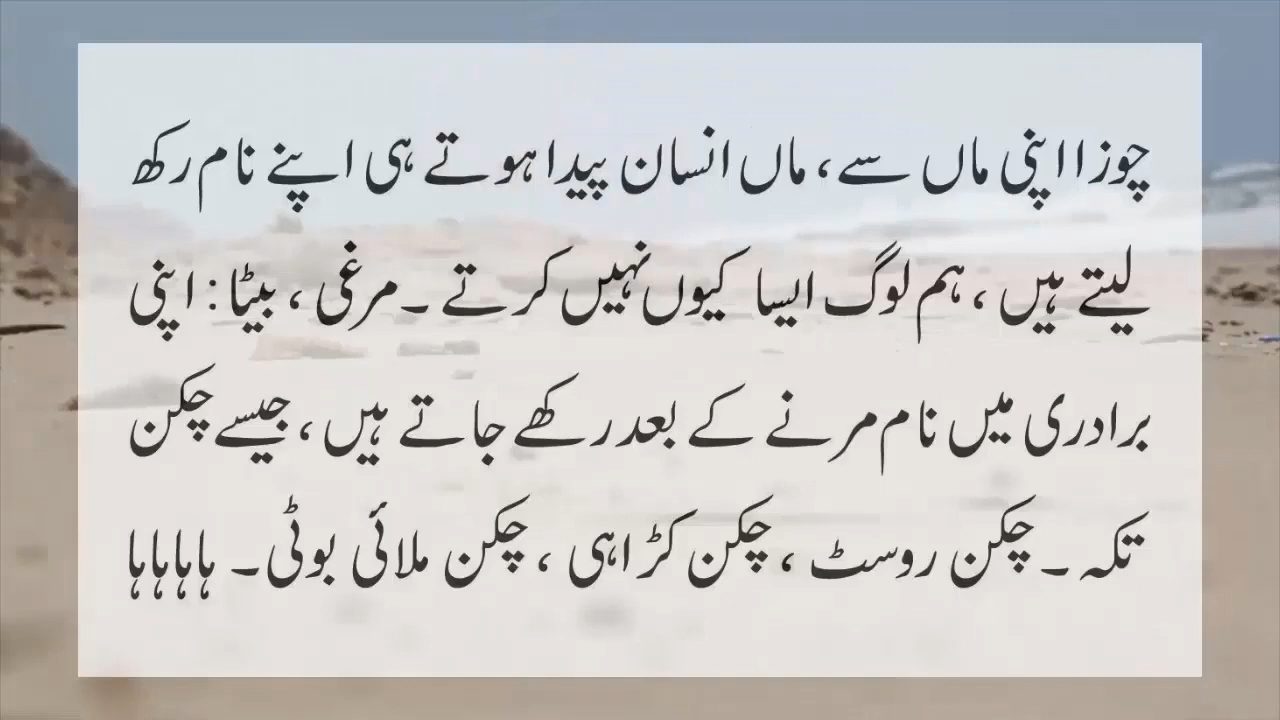 چوزا اپنی ماں سے، ماں انسان پیدا ہوتے ہی اپنے نام رکھ
لیتے ہیں، ہم لوگ ایسا کیوں نہیں کرتے ۔ مرغی، بیٹا: اپنی
برادری میں نام مرنے کے بعد رکھے جاتے ہیں، جیسے چکن
تکہ ۔ چکن روسٹ، چکن کڑاہی، چکن ملائی بوٹی۔ ہاہاہاہا